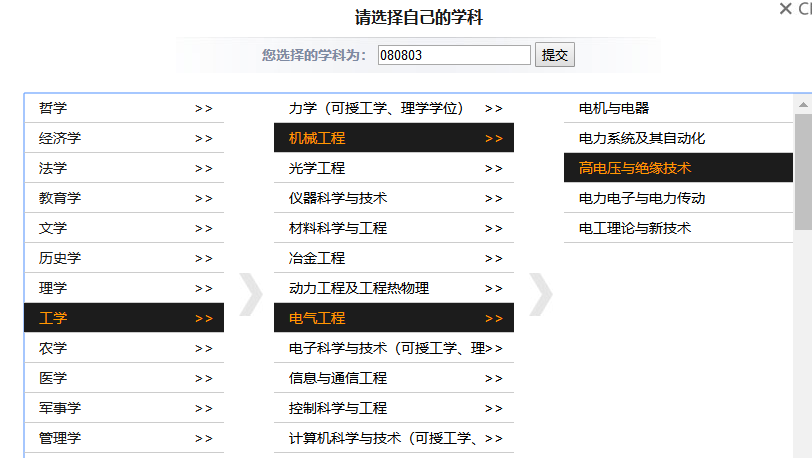 请选择自己的学科
您选择的学科为： 080803 提交
哲学 >>
经济学 >>
法学 >>
教育学 >>
文学 >>
历史学 >>
理学 >>
工学 >>
农学 >>
医学 >>
军事学 >>
管理学 >>
力学（可授工学、理学学位） >>
机械工程 >>
光学工程 >>
仪器科学与技术 >>
材料科学与工程 >>
冶金工程 >>
动力工程及工程热物理 >>
电气工程 >>
电子科学与技术（可授工学、理>>
信息与通信工程 >>
控制科学与工程 >>
计算机科学与技术（可授工学、>>
电机与电器
电力系统及其自动化
高电压与绝缘技术
电力电子与电力传动
电工理论与新技术